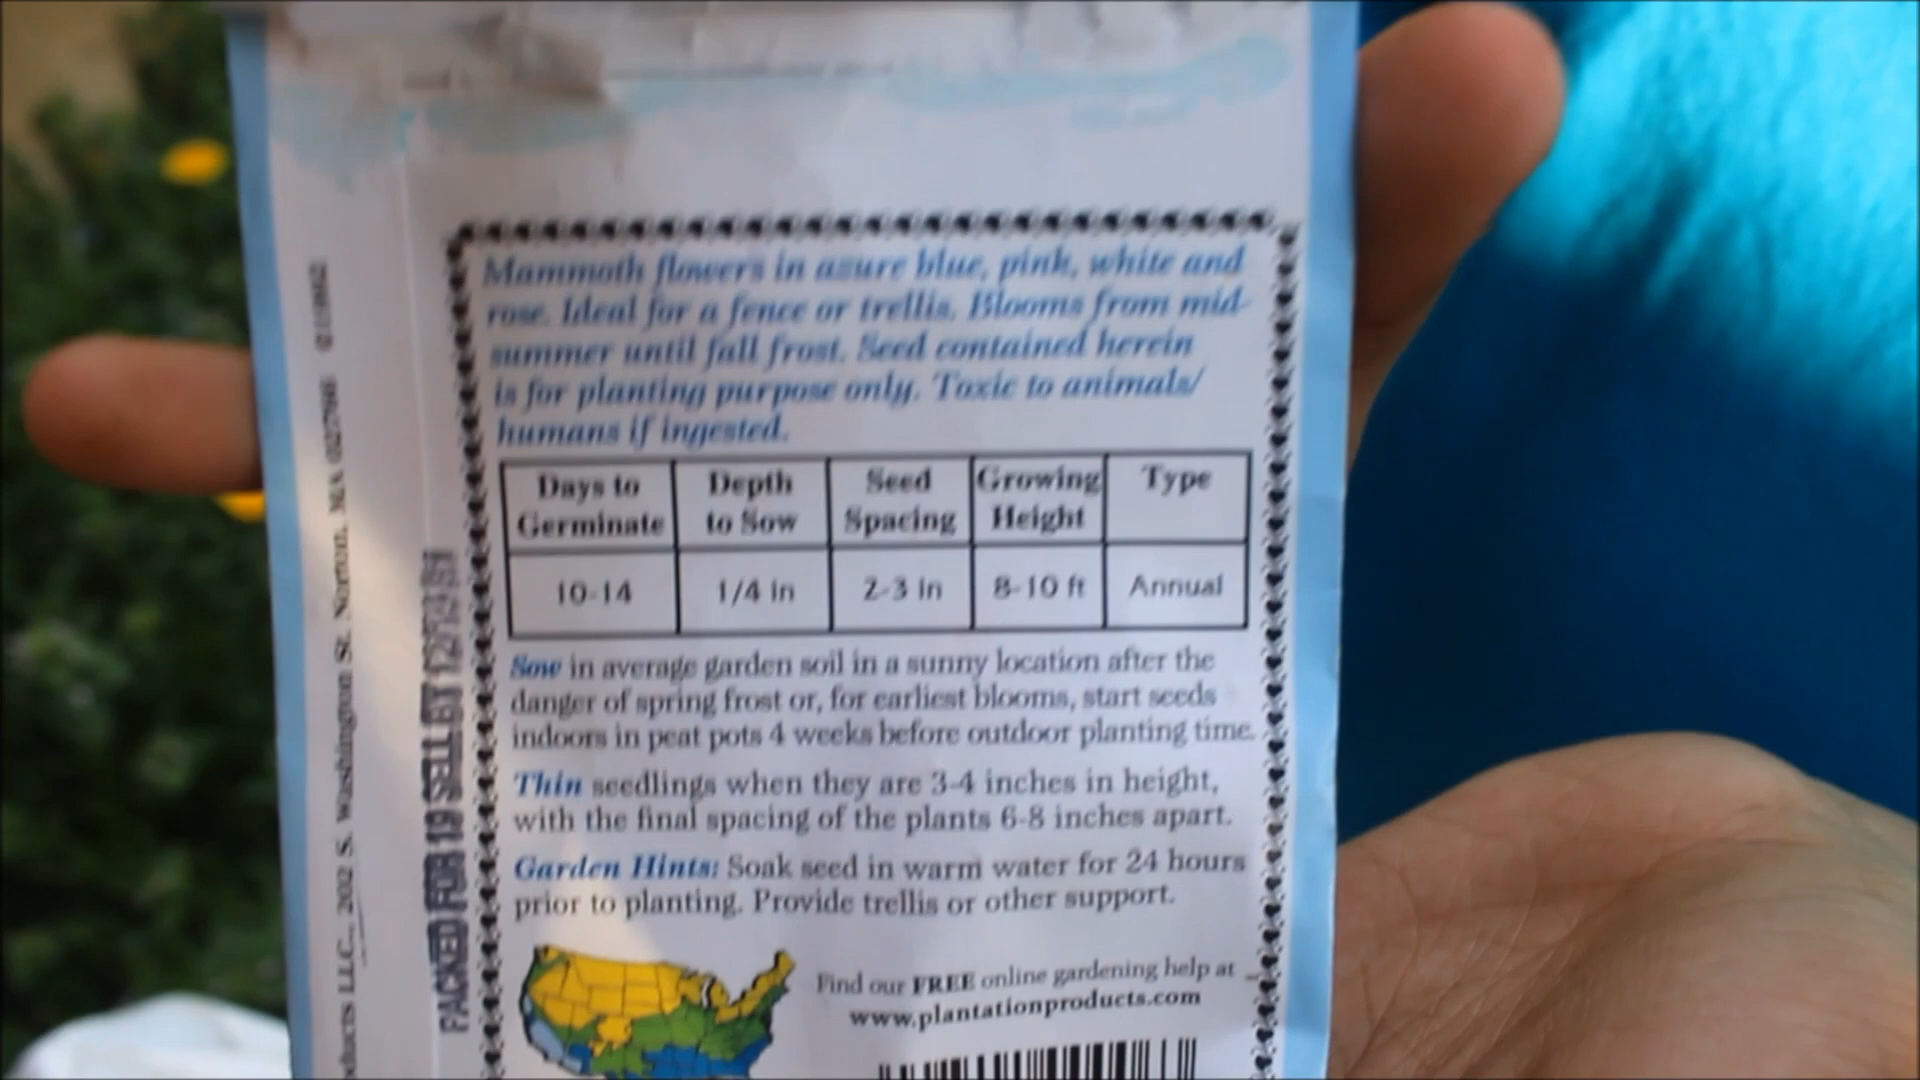 Mammoth flowers in azure blue, pink, white and
rose. Ideal for a fence or trellis. Blooms from mid-
summer until fall frost. Seed contained herein
is for planting purpose only. Toxic to animals/
humans if ingested.
Days to Germinate
Depth to Sow
Seed Spacing
Growing Height
Type
10-14
1/4 in
2-3 in
8-10 ft
Annual
Sow in average garden soil in a sunny location after the
danger of spring frost or, for earliest blooms, start seeds
indoors in peat pots 4 weeks before outdoor planting time.
Thin seedlings when they are 3-4 inches in height,
with the final spacing of the plants 6-8 inches apart.
Garden Hints: Soak seed in warm water for 24 hours
prior to planting. Provide trellis or other support.
Find our FREE online gardening help at
www.plantationproducts.com
PACKED FOR 19 SELL BY
LLC., 202 S. Washington St. Norton, MA 02766